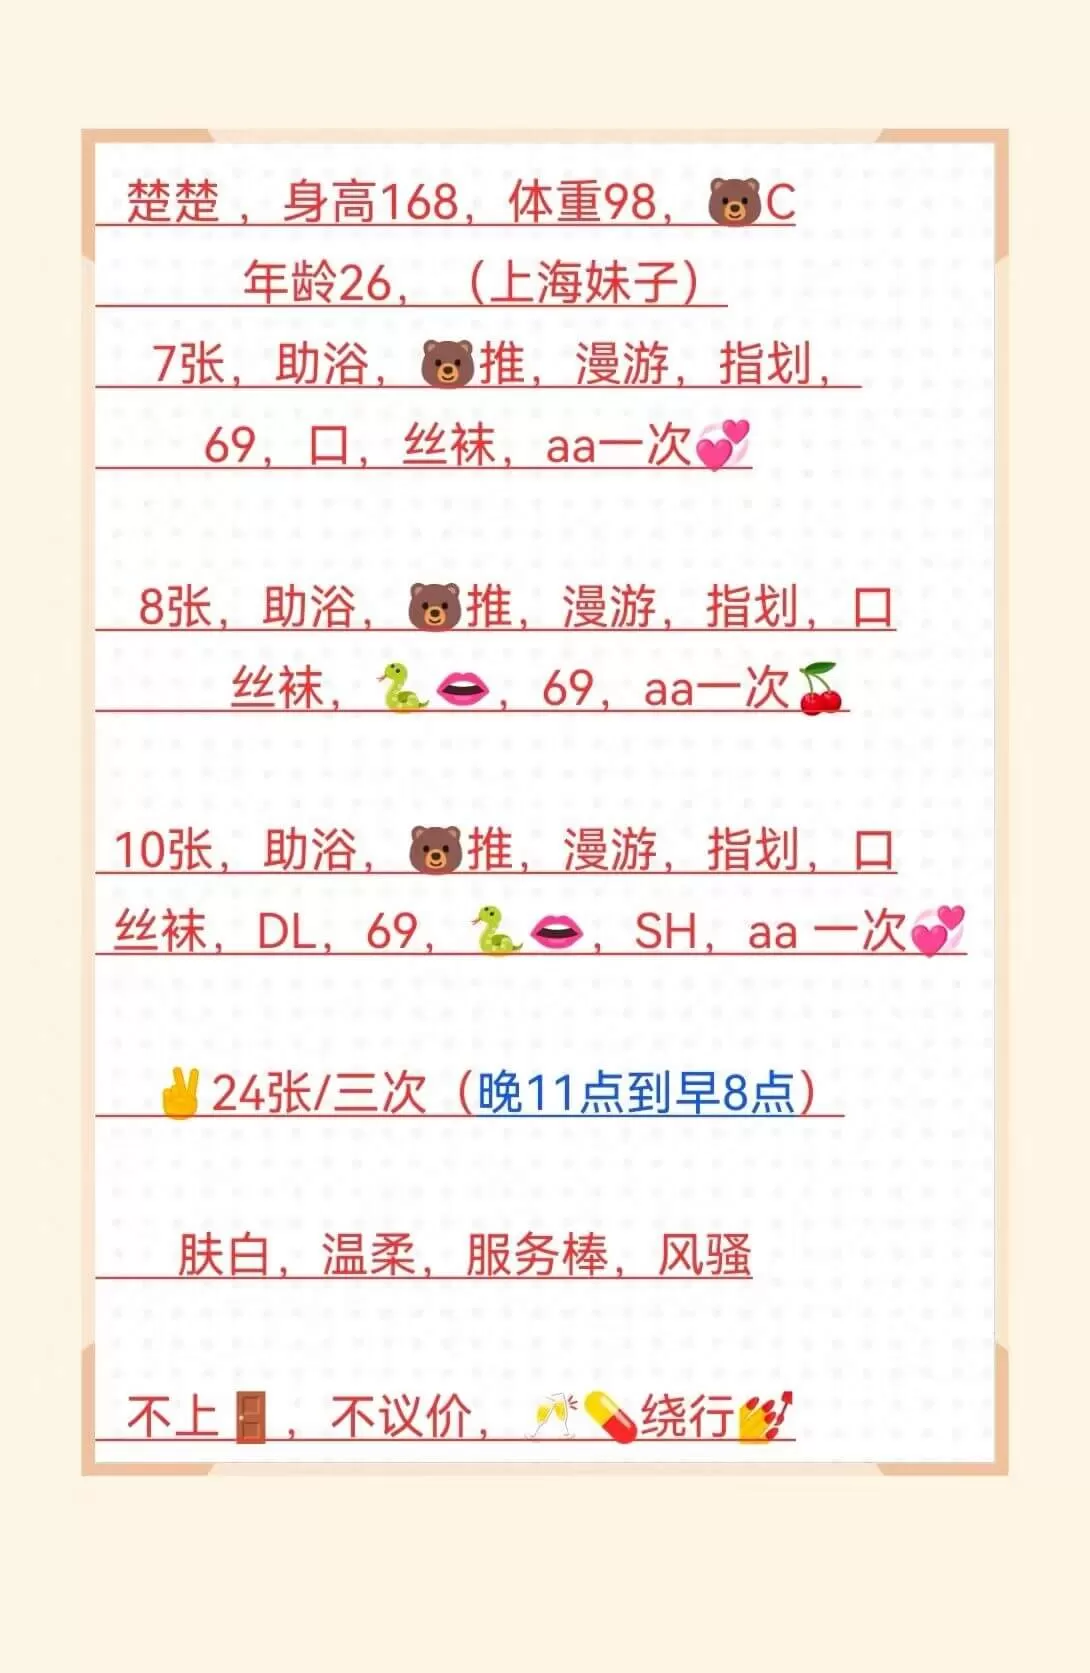 楚楚，身高168，体重98，🐻C
年龄26，（上海妹子）
7张，助浴，🐻推，漫游，指划，
69，口，丝袜，aa一次💞
8张，助浴，🐻推，漫游，指划，口
丝袜，🐍👄，69，aa一次🍒
10张，助浴，🐻推，漫游，指划，口
丝袜，DL，69，🐍👄，SH，aa 一次💞
✌️24张/三次（晚11点到早8点）
肤白，温柔，服务棒，风骚
不上🚪，不议价，🥂💊绕行💅